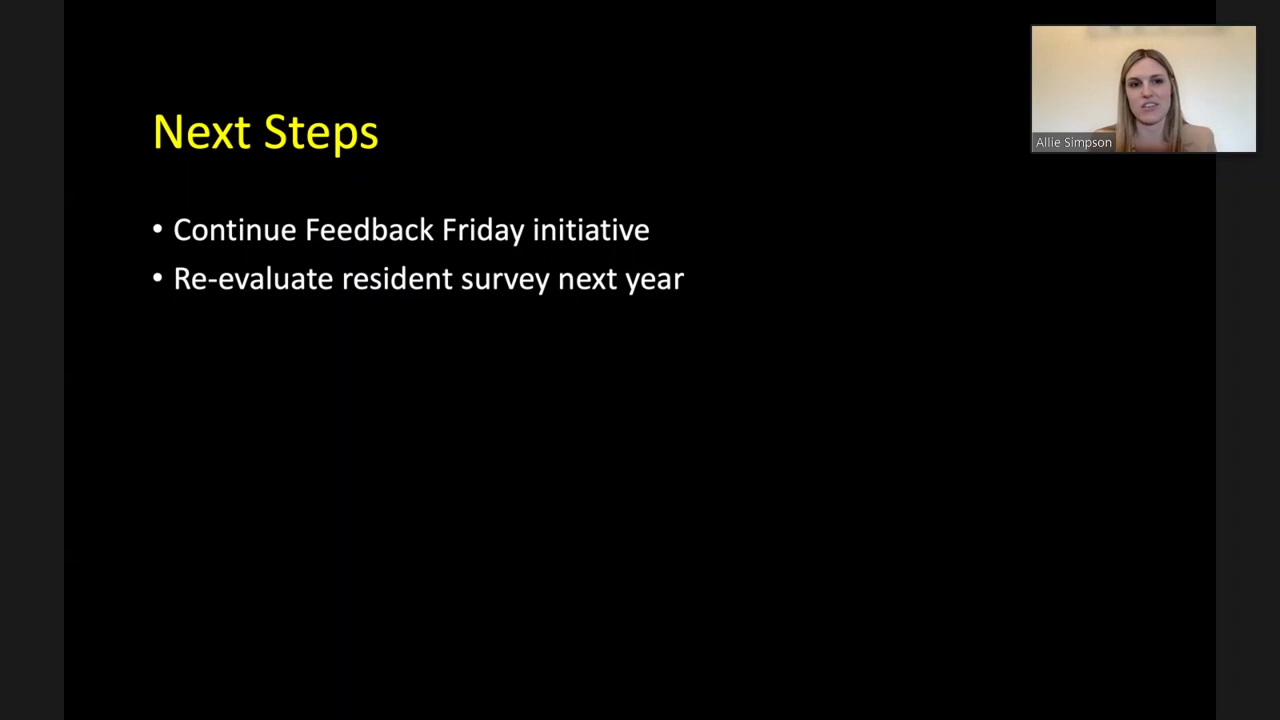 Next Steps
• Continue Feedback Friday initiative
• Re-evaluate resident survey next year
Allie Simpson